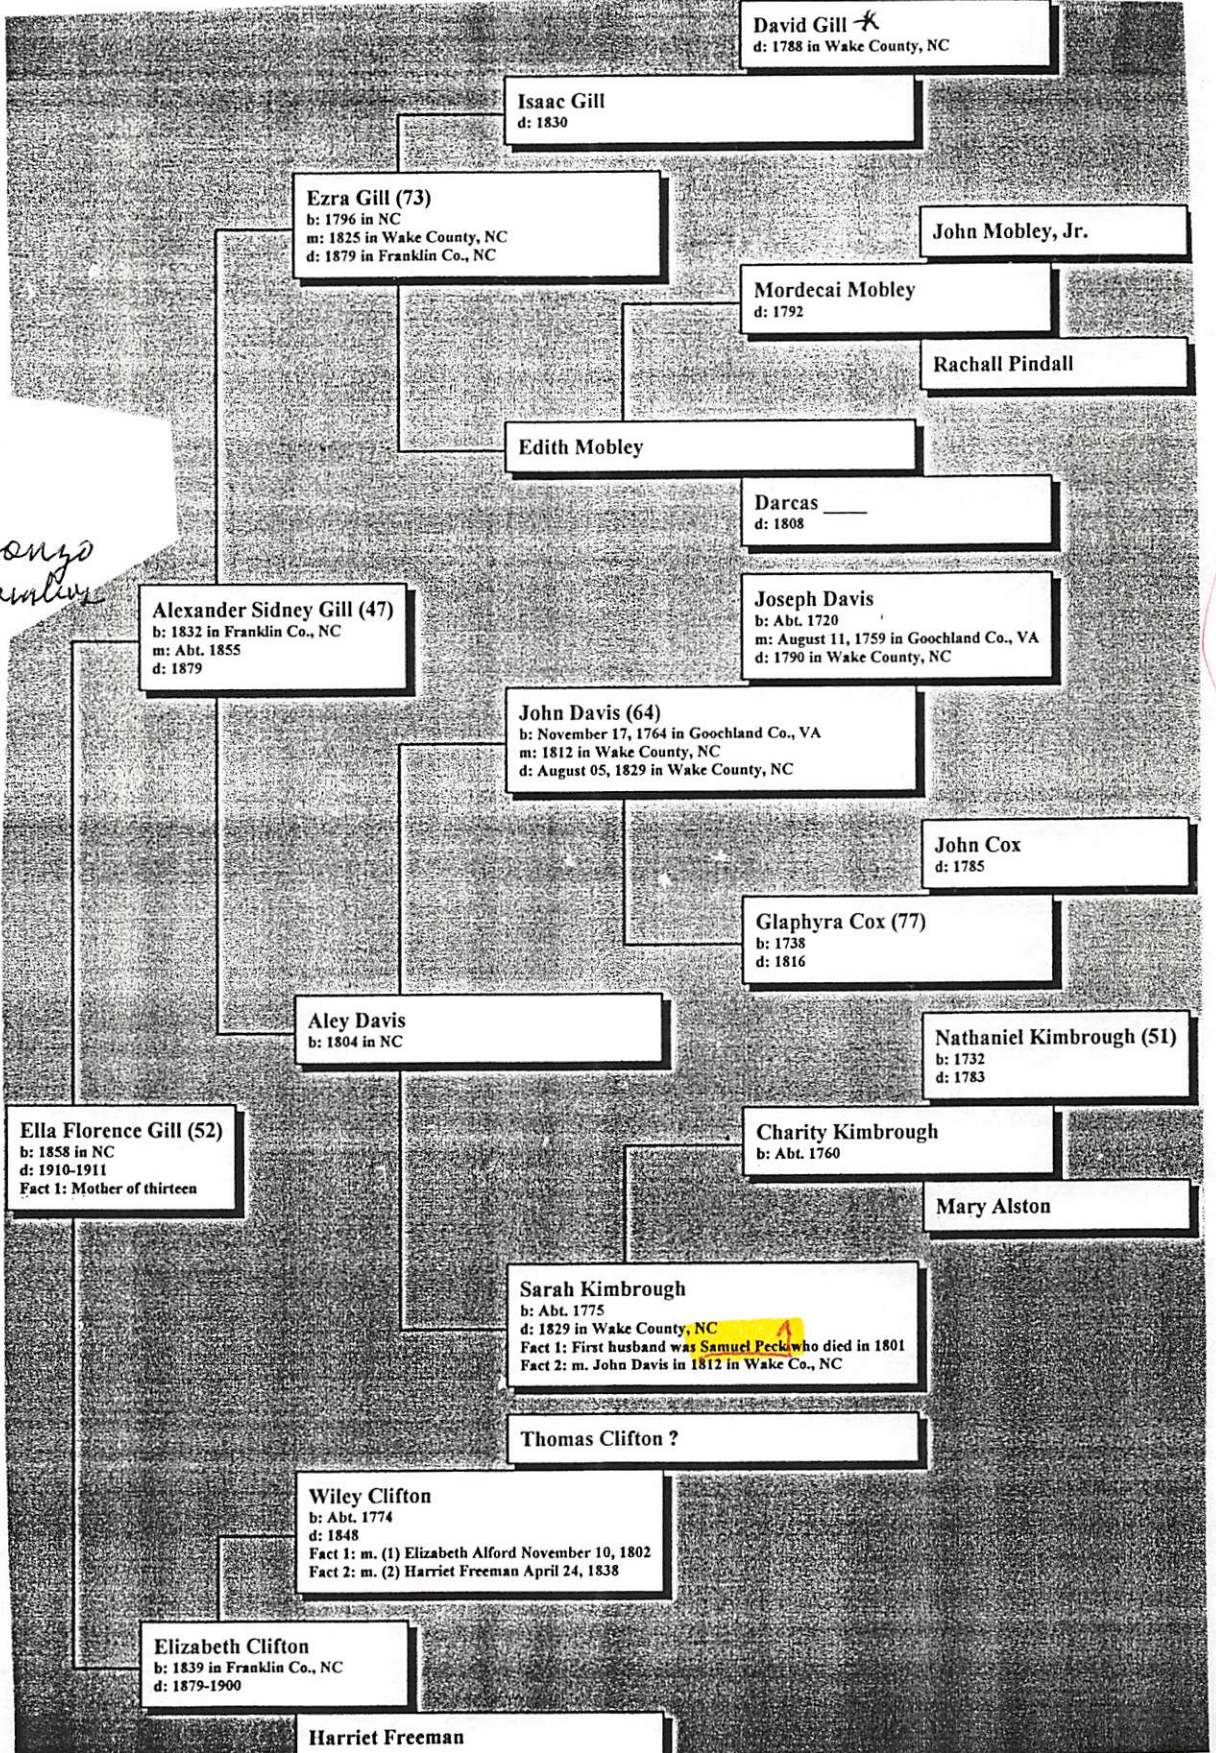 David Gill
d: 1788 in Wake County, NC
Isaac Gill
d: 1830
Ezra Gill (73)
b: 1796 in NC
m: 1825 in Wake County, NC
d: 1879 in Franklin Co., NC
John Mobley, Jr.
Mordecai Mobley
d: 1792
Rachall Pindall
Edith Mobley
Darcas ____
d: 1808
Joseph Davis
b: Abt. 1720
m: August 11, 1759 in Goochland Co., VA
d: 1790 in Wake County, NC
Alexander Sidney Gill (47)
b: 1832 in Franklin Co., NC
m: Abt. 1855
d: 1879
John Davis (64)
b: November 17, 1764 in Goochland Co., VA
m: 1812 in Wake County, NC
d: August 05, 1829 in Wake County, NC
John Cox
d: 1785
Glaphyra Cox (77)
b: 1738
d: 1816
Aley Davis
b: 1804 in NC
Nathaniel Kimbrough (51)
b: 1732
d: 1783
Ella Florence Gill (52)
b: 1858 in NC
d: 1910-1911
Fact 1: Mother of thirteen
Charity Kimbrough
b: Abt. 1760
Mary Alston
Sarah Kimbrough
b: Abt. 1775
d: 1829 in Wake County, NC
Fact 1: First husband was Samuel Peck who died in 1801
Fact 2: m. John Davis in 1812 in Wake Co., NC
Thomas Clifton ?
Wiley Clifton
b: Abt. 1774
d: 1848
Fact 1: m. (1) Elizabeth Alford November 10, 1802
Fact 2: m. (2) Harriet Freeman April 24, 1838
Elizabeth Clifton
b: 1839 in Franklin Co., NC
d: 1879-1900
Harriet Freeman